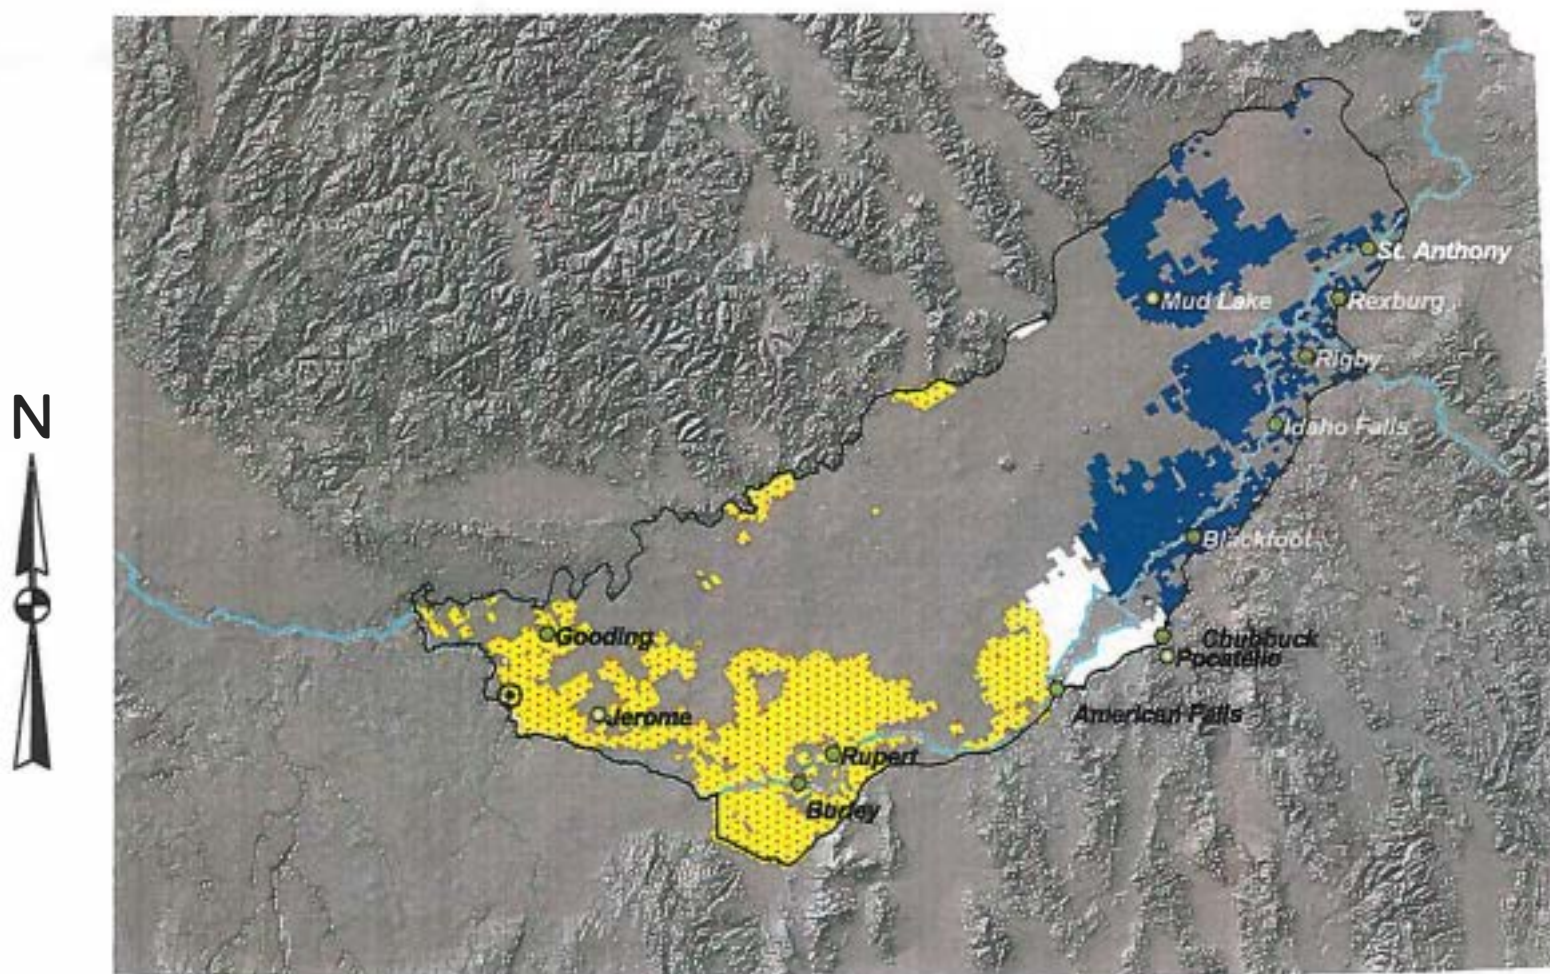 N
St. Anthony
Mud Lake
Rexburg
Rigby
Idaho Falls
Blackfoot
Gooding
Chubbuck
Pocatello
Jerome
American Falls
Rupert
Burley